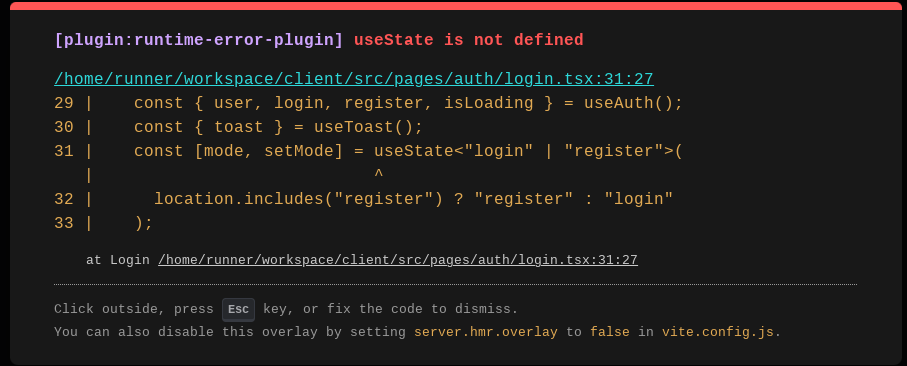 [plugin:runtime-error-plugin] useState is not defined
/home/runner/workspace/client/src/pages/auth/login.tsx:31:27
29 |    const { user, login, register, isLoading } = useAuth();
30 |    const { toast } = useToast();
31 |    const [mode, setMode] = useState<"login" | "register">(
   |                            ^
32 |      location.includes("register") ? "register" : "login"
33 |    );
at Login /home/runner/workspace/client/src/pages/auth/login.tsx:31:27
Click outside, press Esc key, or fix the code to dismiss.
You can also disable this overlay by setting server.hmr.overlay to false in vite.config.js.